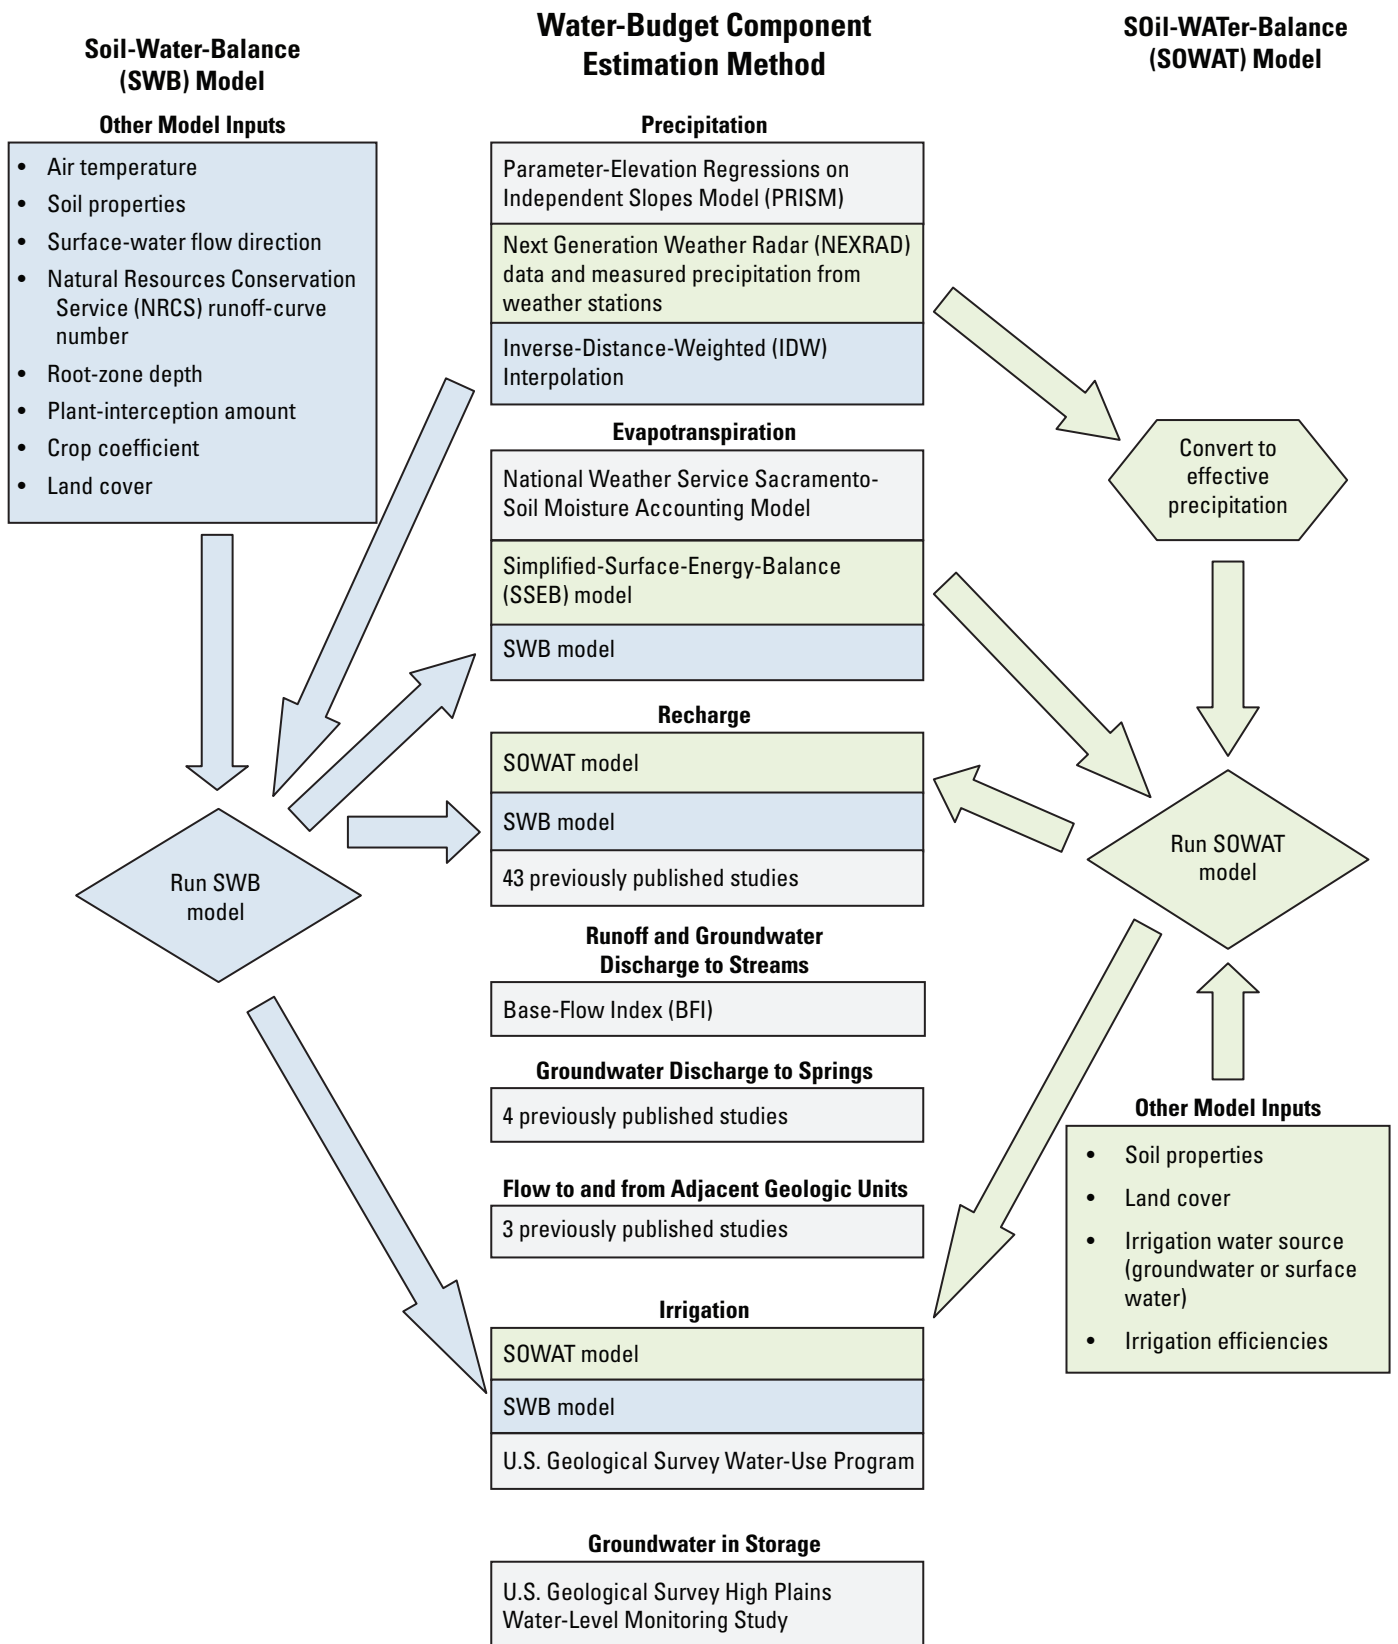 Soil-Water-Balance
(SWB) Model
Other Model Inputs
• Air temperature
• Soil properties
• Surface-water flow direction
• Natural Resources Conservation
Service (NRCS) runoff-curve
number
• Root-zone depth
• Plant-interception amount
• Crop coefficient
• Land cover
Run SWB
model
Water-Budget Component
Estimation Method
Precipitation
Parameter-Elevation Regressions on
Independent Slopes Model (PRISM)
Next Generation Weather Radar (NEXRAD)
data and measured precipitation from
weather stations
Inverse-Distance-Weighted (IDW)
Interpolation
Evapotranspiration
National Weather Service Sacramento-
Soil Moisture Accounting Model
Simplified-Surface-Energy-Balance
(SSEB) model
SWB model
Recharge
SOWAT model
SWB model
43 previously published studies
Runoff and Groundwater
Discharge to Streams
Base-Flow Index (BFI)
Groundwater Discharge to Springs
4 previously published studies
Flow to and from Adjacent Geologic Units
3 previously published studies
Irrigation
SOWAT model
SWB model
U.S. Geological Survey Water-Use Program
Groundwater in Storage
U.S. Geological Survey High Plains
Water-Level Monitoring Study
SOil-WATer-Balance
(SOWAT) Model
Convert to
effective
precipitation
Run SOWAT
model
Other Model Inputs
• Soil properties
• Land cover
• Irrigation water source
(groundwater or surface
water)
• Irrigation efficiencies